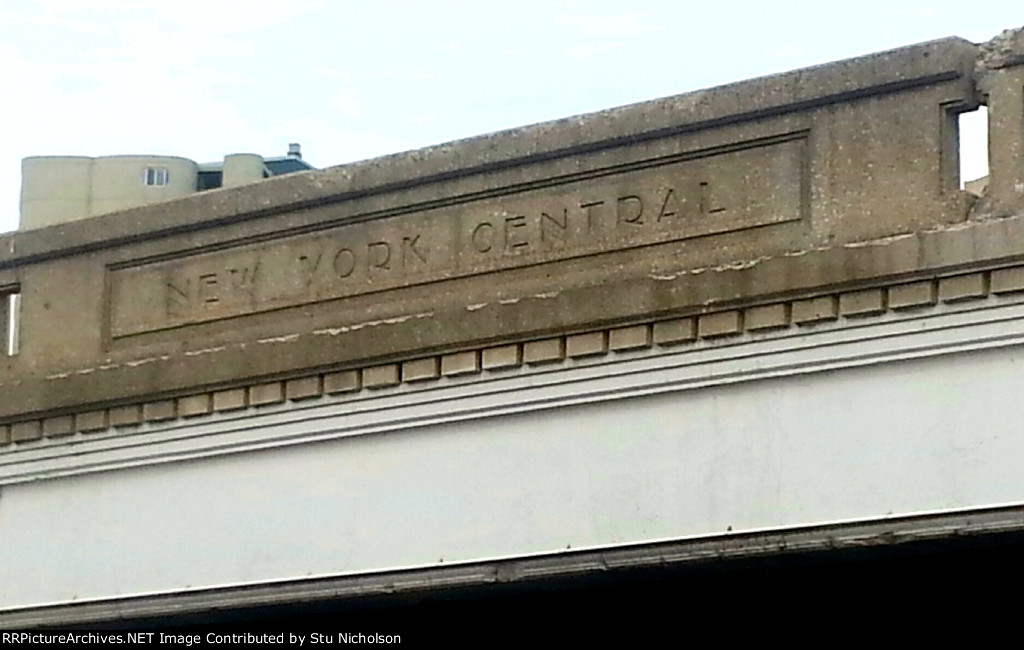 NEW YORK CENTRAL
RRPictureArchives.NET Image Contributed by Stu Nicholson